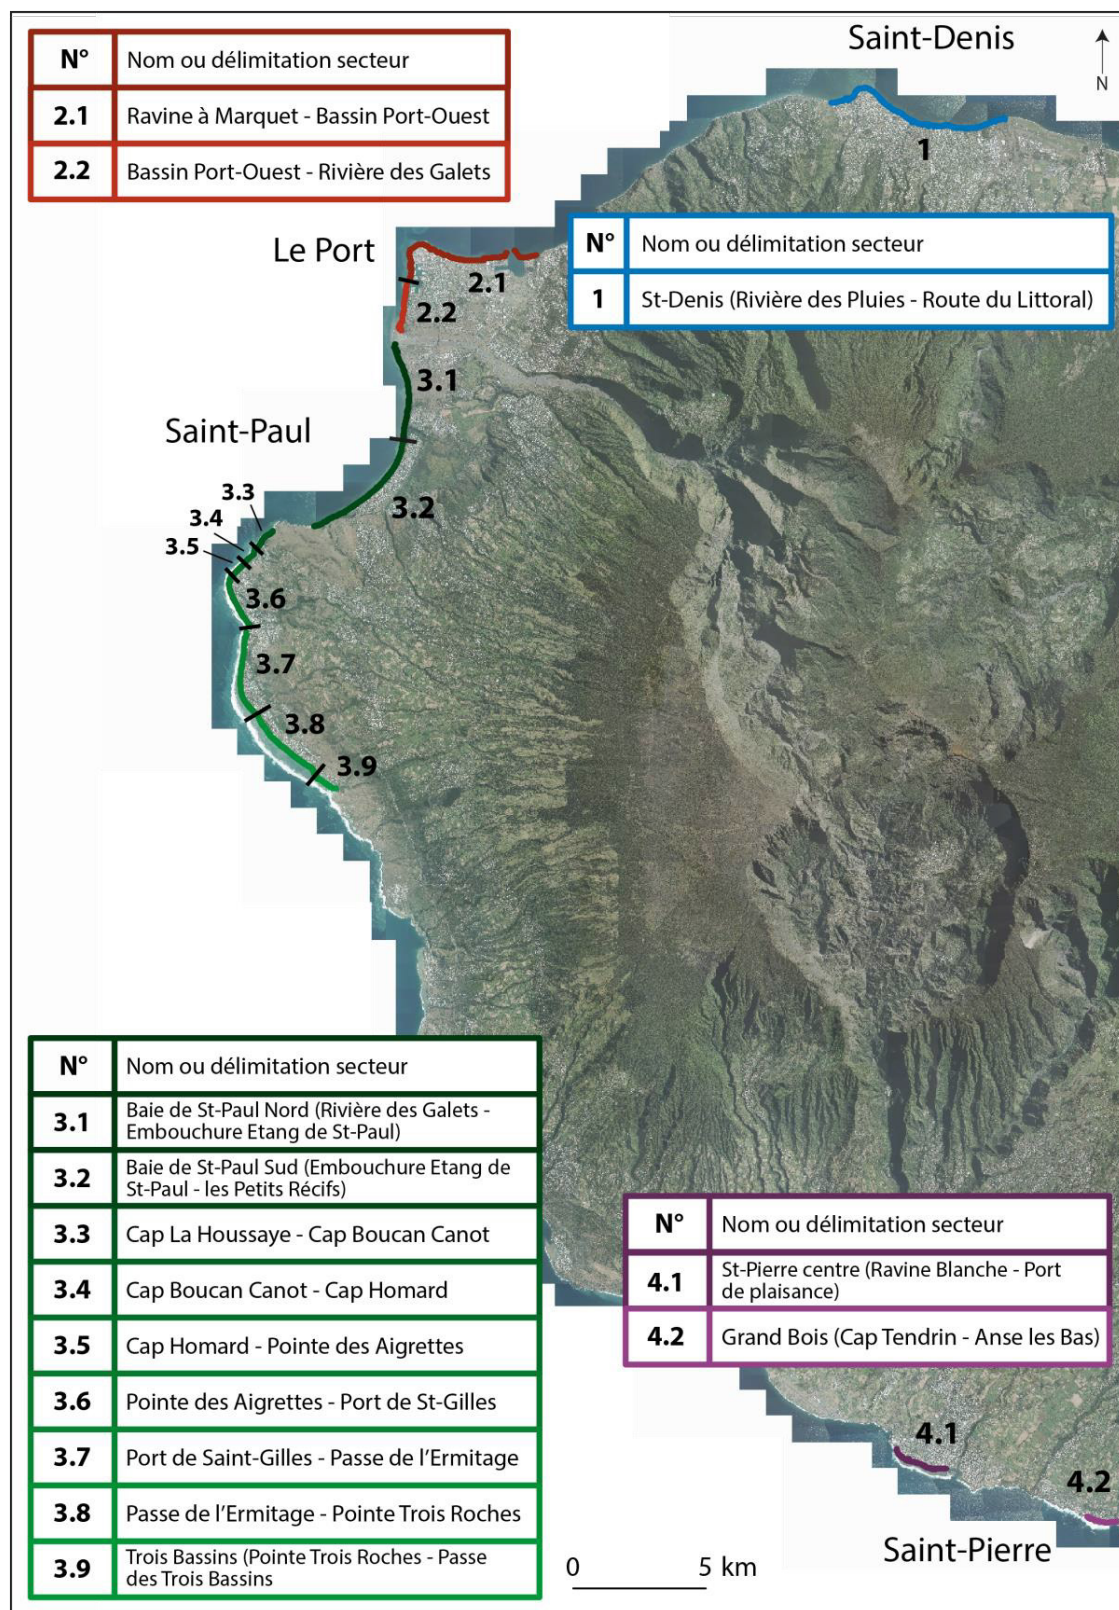 Saint-Denis
N
N° Nom ou délimitation secteur
2.1 Ravine à Marquet - Bassin Port-Ouest
2.2 Bassin Port-Ouest - Rivière des Galets
1
N° Nom ou délimitation secteur
1 St-Denis (Rivière des Pluies - Route du Littoral)
Le Port
2.1
2.2
3.1
Saint-Paul
3.2
3.3
3.4
3.5
3.6
3.7
3.8
3.9
N° Nom ou délimitation secteur
3.1 Baie de St-Paul Nord (Rivière des Galets -
Embouchure Etang de St-Paul)
3.2 Baie de St-Paul Sud (Embouchure Etang de
St-Paul - les Petits Récifs)
3.3 Cap La Houssaye - Cap Boucan Canot
3.4 Cap Boucan Canot - Cap Homard
3.5 Cap Homard - Pointe des Aigrettes
3.6 Pointe des Aigrettes - Port de St-Gilles
3.7 Port de Saint-Gilles - Passe de l'Ermitage
3.8 Passe de l'Ermitage - Pointe Trois Roches
3.9 Trois Bassins (Pointe Trois Roches - Passe
des Trois Bassins
N° Nom ou délimitation secteur
4.1 St-Pierre centre (Ravine Blanche - Port
de plaisance)
4.2 Grand Bois (Cap Tendrin - Anse les Bas)
4.1
4.2
Saint-Pierre
0 5 km